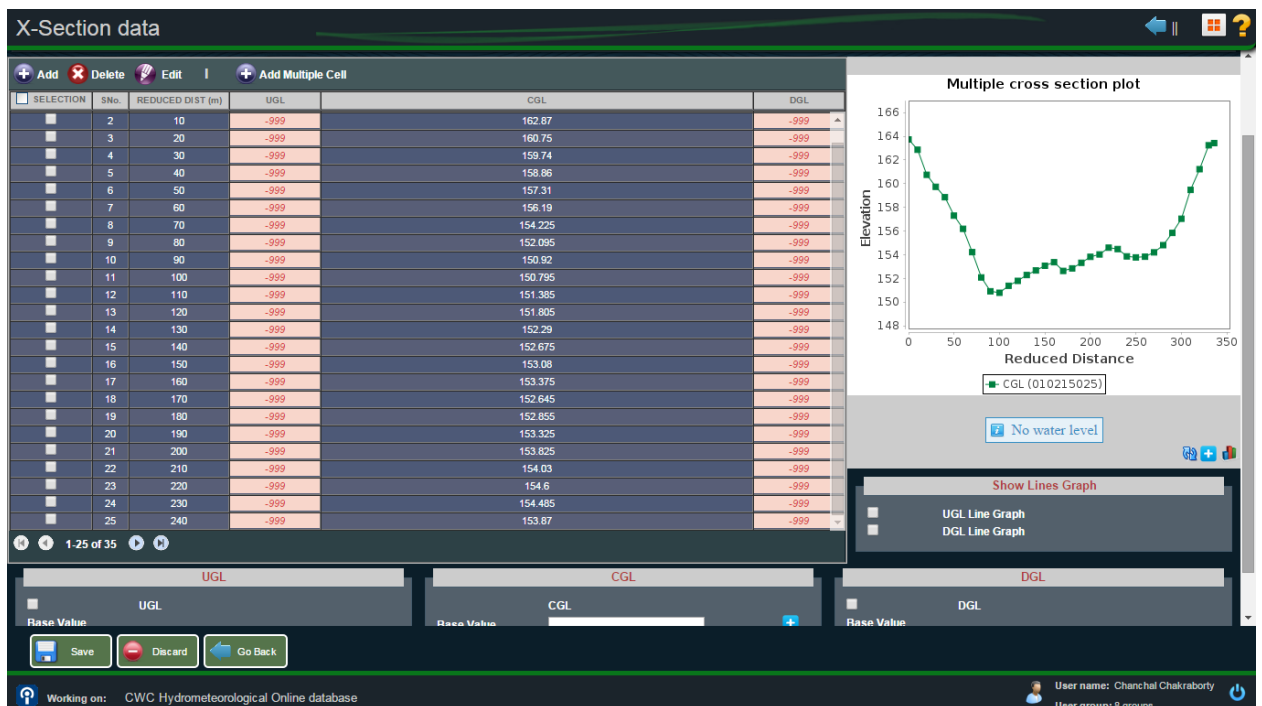 X-Section data
||
?
Add Delete Edit | Add Multiple Cell
SELECTION SNo. REDUCED DIST (m) UGL CGL DGL
2 10 -999 162.87 -999
3 20 -999 160.75 -999
4 30 -999 159.74 -999
5 40 -999 158.86 -999
6 50 -999 157.31 -999
7 60 -999 156.19 -999
8 70 -999 154.225 -999
9 80 -999 152.095 -999
10 90 -999 150.92 -999
11 100 -999 150.795 -999
12 110 -999 151.385 -999
13 120 -999 151.805 -999
14 130 -999 152.29 -999
15 140 -999 152.675 -999
16 150 -999 153.08 -999
17 160 -999 153.375 -999
18 170 -999 152.645 -999
19 180 -999 152.855 -999
20 190 -999 153.325 -999
21 200 -999 153.825 -999
22 210 -999 154.03 -999
23 220 -999 154.6 -999
24 230 -999 154.485 -999
25 240 -999 153.87 -999
1-25 of 35
Multiple cross section plot
166
164
162
160
158
156
154
152
150
148
Elevation
0 50 100 150 200 250 300 350
Reduced Distance
CGL (010215025)
No water level
Show Lines Graph
UGL Line Graph
DGL Line Graph
UGL CGL DGL
UGL CGL DGL
Base Value Base Value Base Value
Save Discard Go Back
Working on: CWC Hydrometeorological Online database
User name: Chanchal Chakraborty
User group: 8 groups